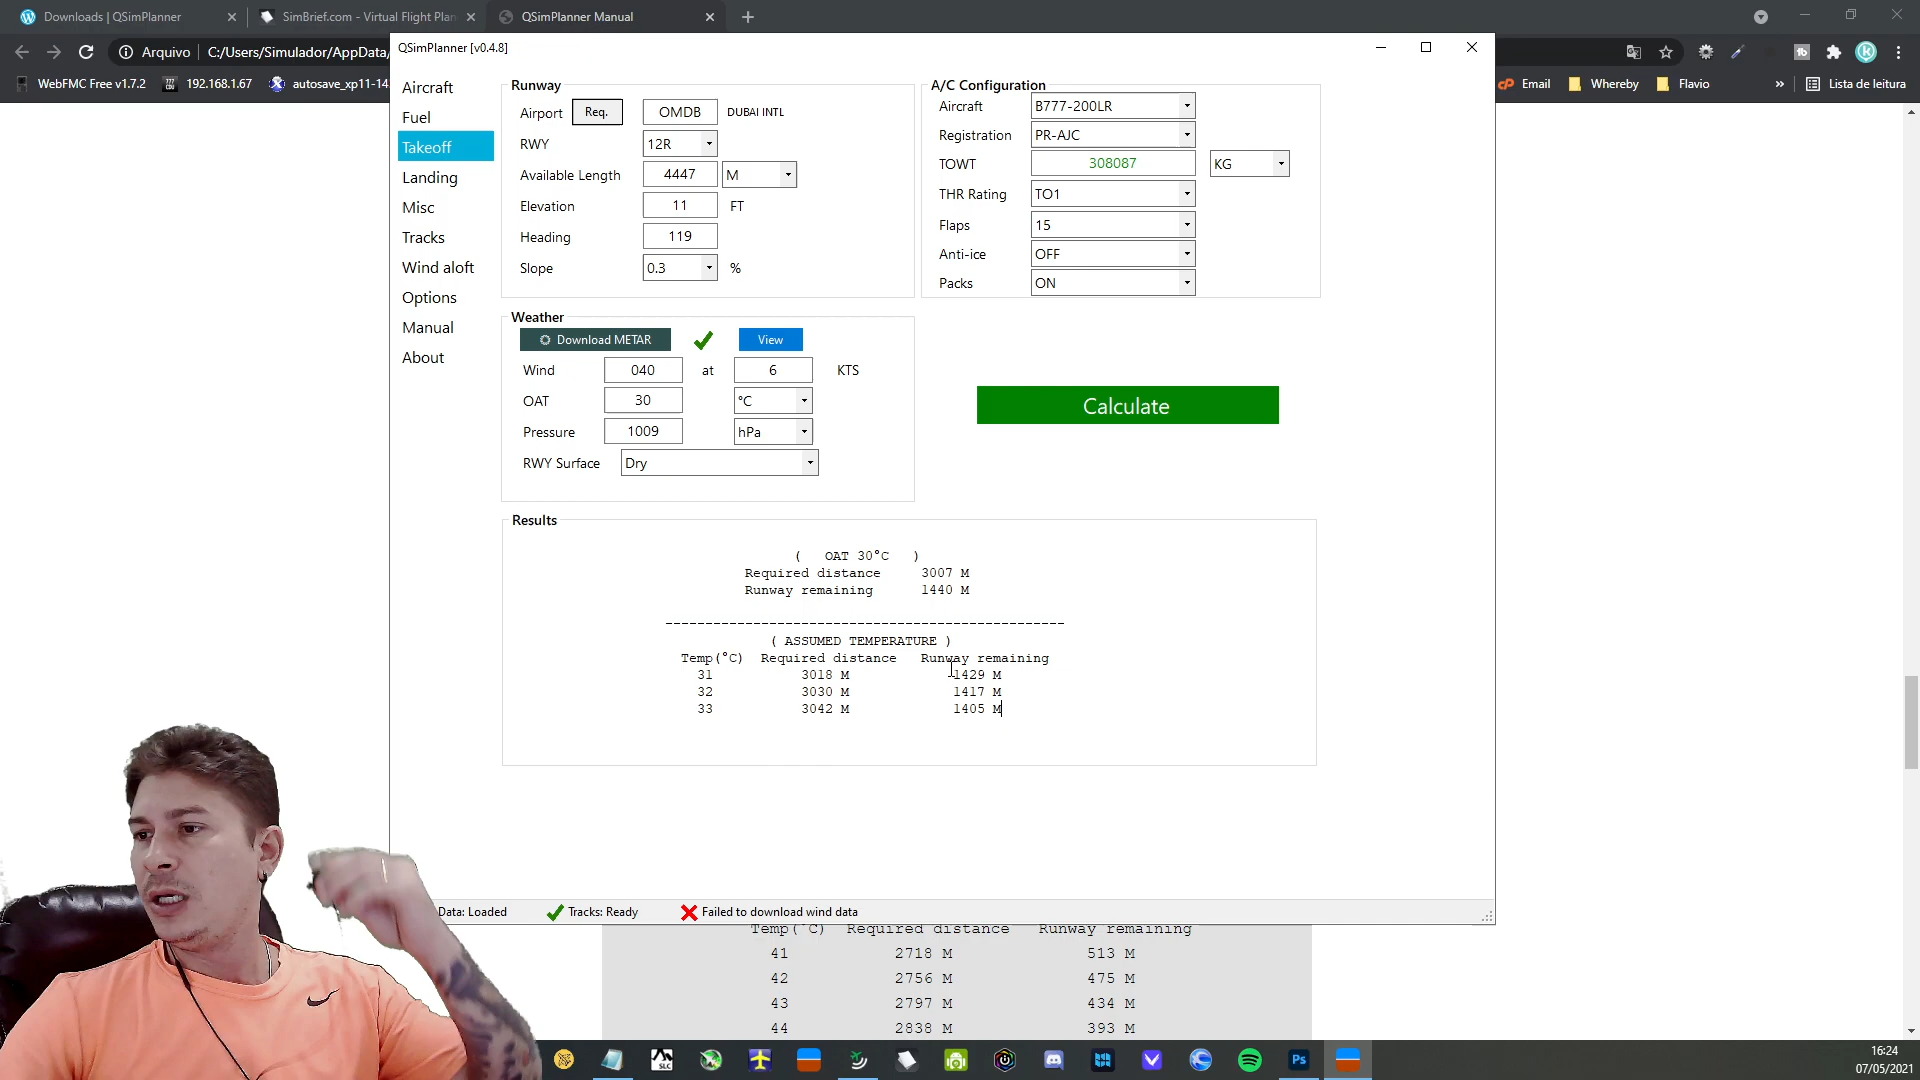 Downloads | QSimPlanner
SimBrief.com - Virtual Flight Plan
QSimPlanner Manual
Arquivo
C:/Users/Simulador/AppData/
WebFMC Free v1.7.2
192.168.1.67
autosave_xp11-14
Email
Whereby
Flavio
»
Lista de leitura
QSimPlanner [v0.4.8]
Aircraft
Fuel
Takeoff
Landing
Misc
Tracks
Wind aloft
Options
Manual
About
Runway
Airport Req. OMDB DUBAI INTL
RWY 12R
Available Length 4447 M
Elevation 11 FT
Heading 119
Slope 0.3 %
A/C Configuration
Aircraft B777-200LR
Registration PR-AJC
TOWT 308087 KG
THR Rating TO1
Flaps 15
Anti-ice OFF
Packs ON
Weather
Download METAR View
Wind 040 at 6 KTS
OAT 30 °C
Pressure 1009 hPa
RWY Surface Dry
Calculate
Results
( OAT 30°C )
Required distance 3007 M
Runway remaining 1440 M
--------------------------------------------------
( ASSUMED TEMPERATURE )
Temp(°C) Required distance Runway remaining
31 3018 M 1429 M
32 3030 M 1417 M
33 3042 M 1405 M
Data: Loaded Tracks: Ready Failed to download wind data
Temp(°C) Required distance Runway remaining
41 2718 M 513 M
42 2756 M 475 M
43 2797 M 434 M
44 2838 M 393 M
SLC
Ps
16:24
07/05/2021